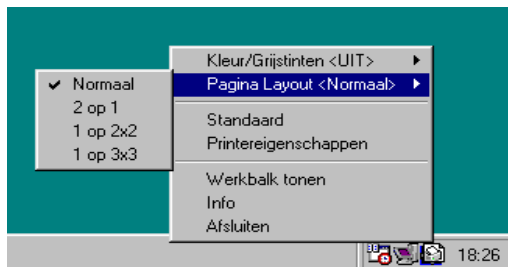 Kleur/Grijstinten <UIT>
Pagina Layout <Normaal>
Normaal
2 op 1
1 op 2x2
1 op 3x3
Standaard
Printereigenschappen
Werkbalk tonen
Info
Afsluiten
18:26